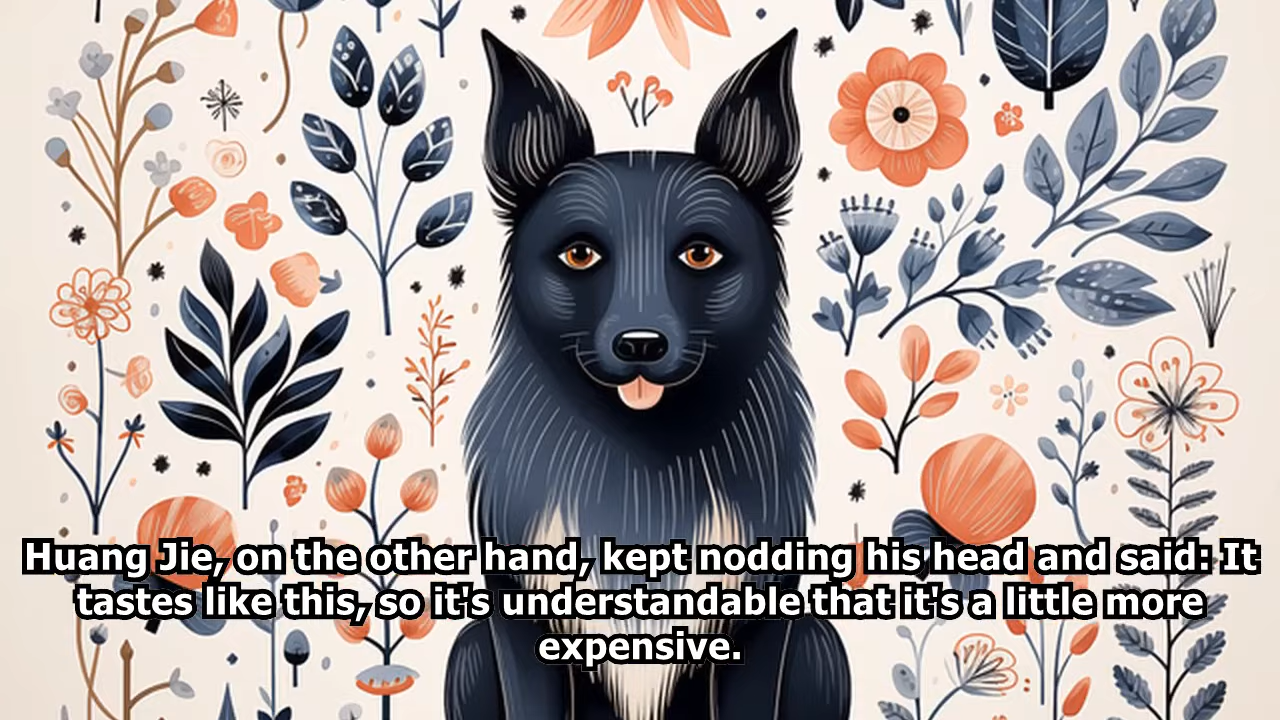 Huang Jie, on the other hand, kept nodding his head and said: It
tastes like this, so it's understandable that it's a little more
expensive.